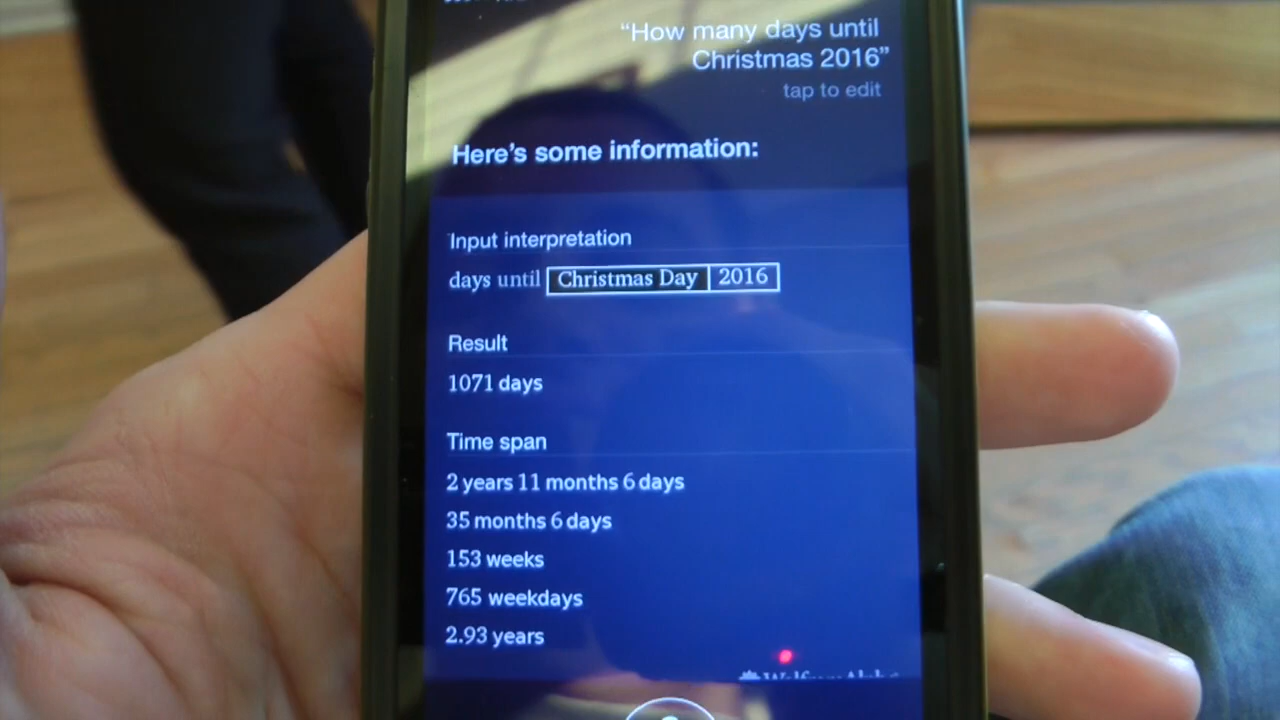 “How many days until
Christmas 2016”
tap to edit
Here’s some information:
Input interpretation
days until Christmas Day 2016
Result
1071 days
Time span
2 years 11 months 6 days
35 months 6 days
153 weeks
765 weekdays
2.93 years